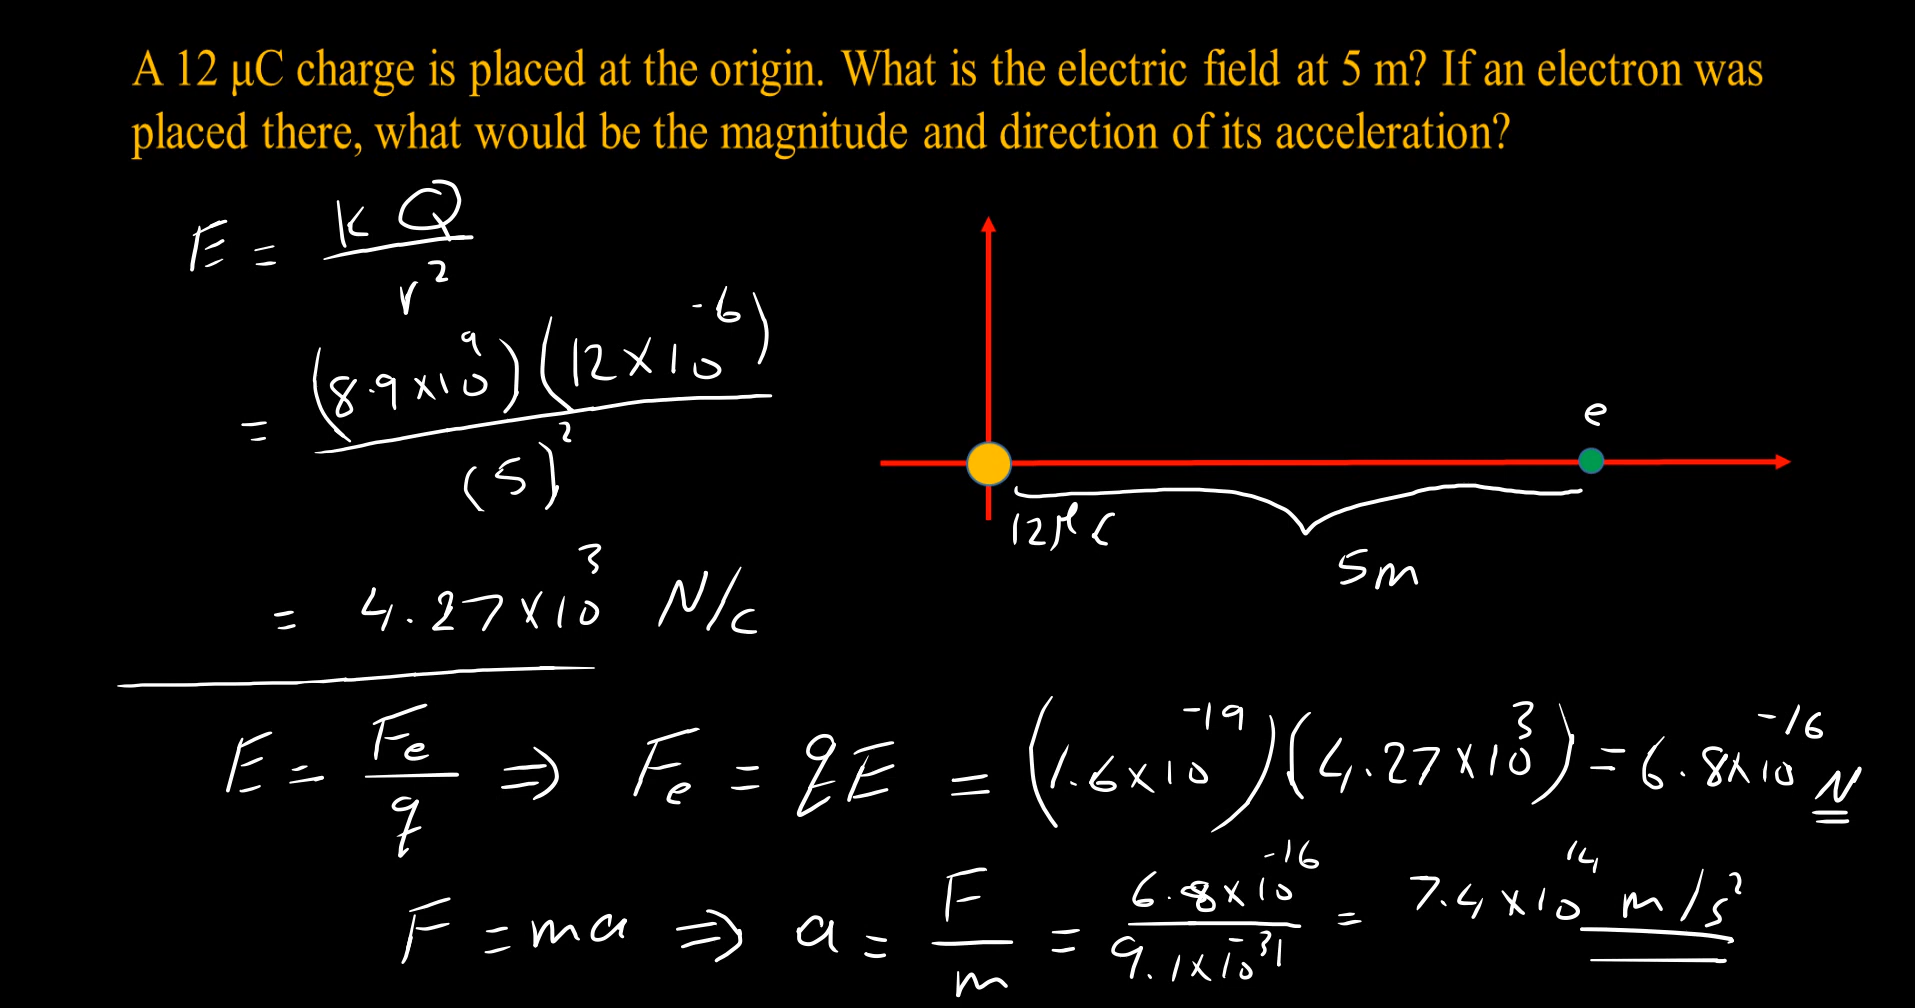 A 12 μC charge is placed at the origin. What is the electric field at 5 m? If an electron was
placed there, what would be the magnitude and direction of its acceleration?
E = kQ / r²
= (8.9×10⁹)(12×10⁻⁶) / (5)²
= 4.27×10³ N/C
e
12μC
5m
E = Fe / q ⇒ Fe = qE = (1.6×10⁻¹⁹)(4.27×10³) = 6.8×10⁻¹⁶ N
F = ma ⇒ a = F / m = 6.8×10⁻¹⁶ / 9.1×10⁻³¹ = 7.4×10¹⁴ m/s²